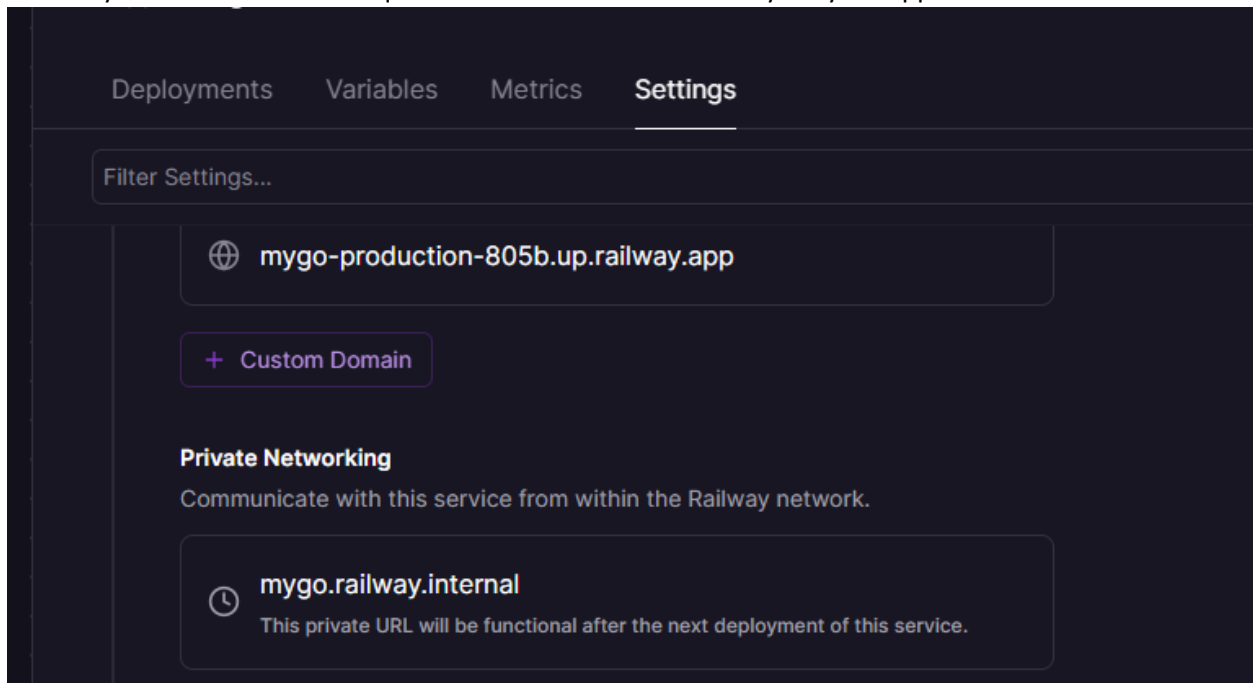 Deployments Variables Metrics Settings
Filter Settings...
mygo-production-805b.up.railway.app
+ Custom Domain
Private Networking
Communicate with this service from within the Railway network.
mygo.railway.internal
This private URL will be functional after the next deployment of this service.